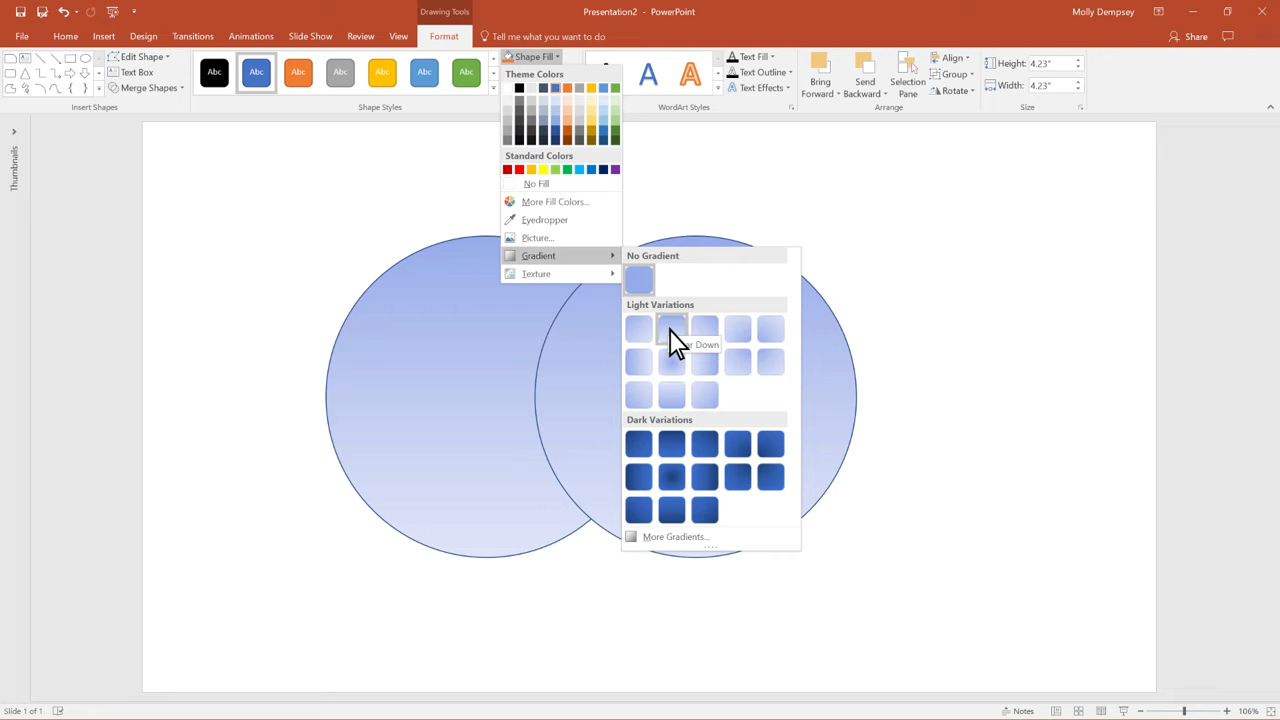 Drawing Tools
Presentation2 - PowerPoint
Molly Dempsey
File Home Insert Design Transitions Animations Slide Show Review View Format Tell me what you want to do...
Share
Edit Shape
Text Box
Merge Shapes
Insert Shapes
Abc Abc Abc Abc Abc Abc Abc
Shape Styles
Shape Fill
A A
Text Fill
Text Outline
Text Effects
WordArt Styles
Bring
Forward
Send
Backward
Selection
Pane
Align
Group
Rotate
Arrange
Height: 4.23"
Width: 4.23"
Size
Thumbnails
Theme Colors
Standard Colors
No Fill
More Fill Colors...
Eyedropper
Picture...
Gradient
Texture
No Gradient
Light Variations
Down
Dark Variations
More Gradients...
Slide 1 of 1
Notes
106%